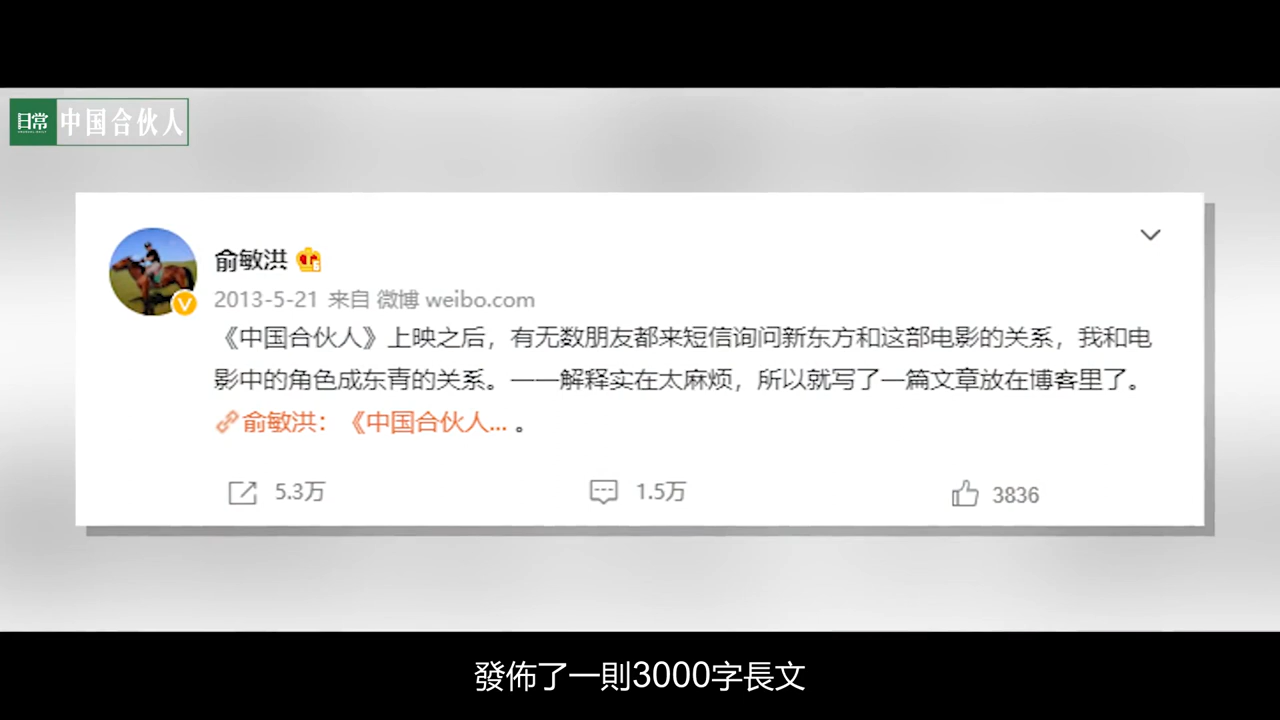 日常 中国合伙人
俞敏洪
2013-5-21 来自 微博 weibo.com
《中国合伙人》上映之后，有无数朋友都来短信询问新东方和这部电影的关系，我和电
影中的角色成东青的关系。——解释实在太麻烦，所以就写了一篇文章放在博客里了。
俞敏洪：《中国合伙人... 。
5.3万 1.5万 3836
發佈了一則3000字長文